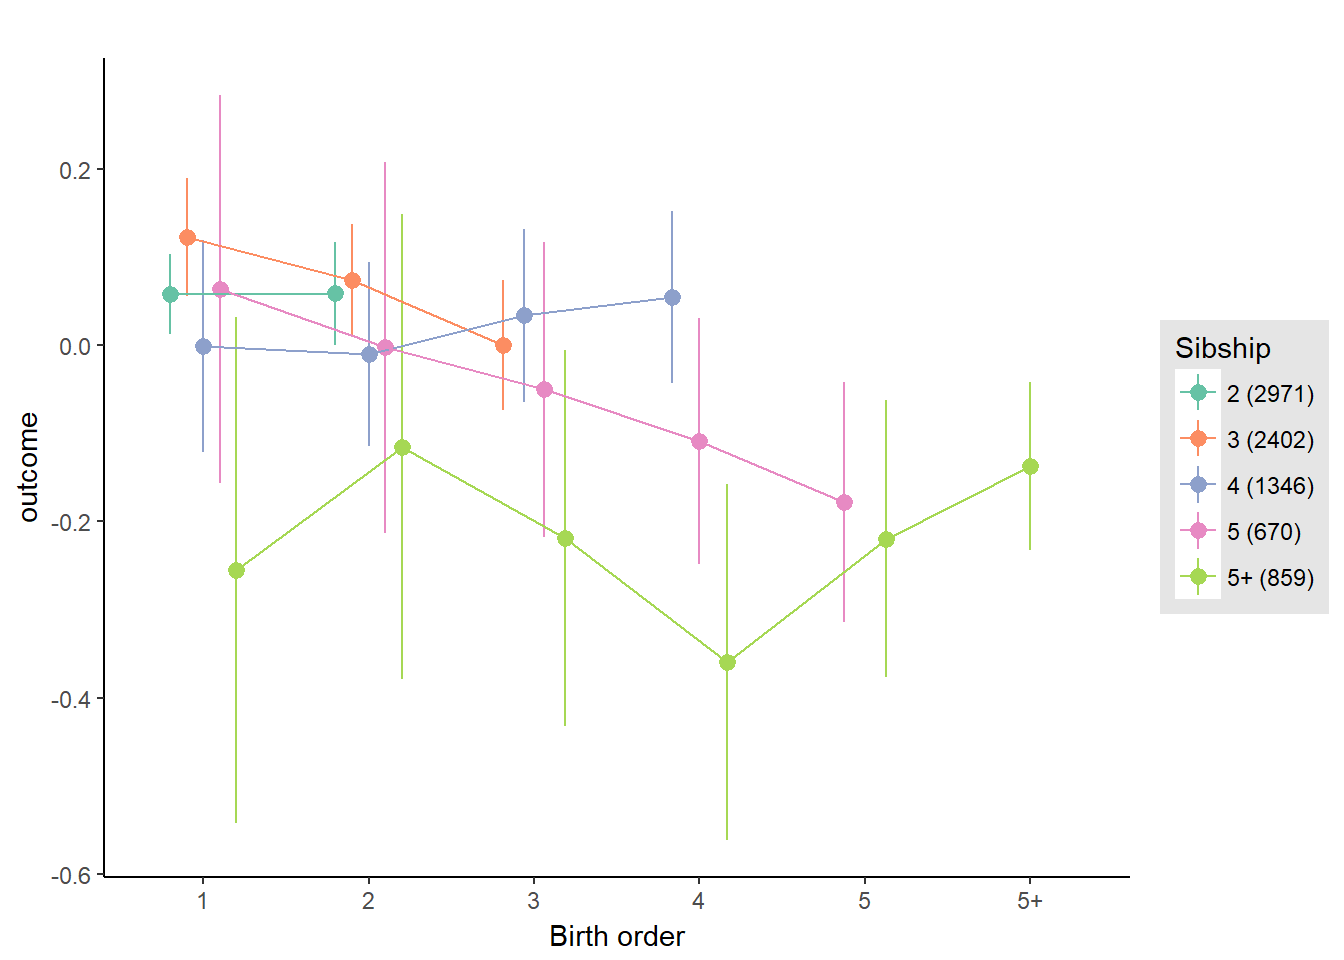 0.2
0.0
-0.2
-0.4
-0.6
outcome
1 2 3 4 5 5+
Birth order
Sibship
2 (2971)
3 (2402)
4 (1346)
5 (670)
5+ (859)